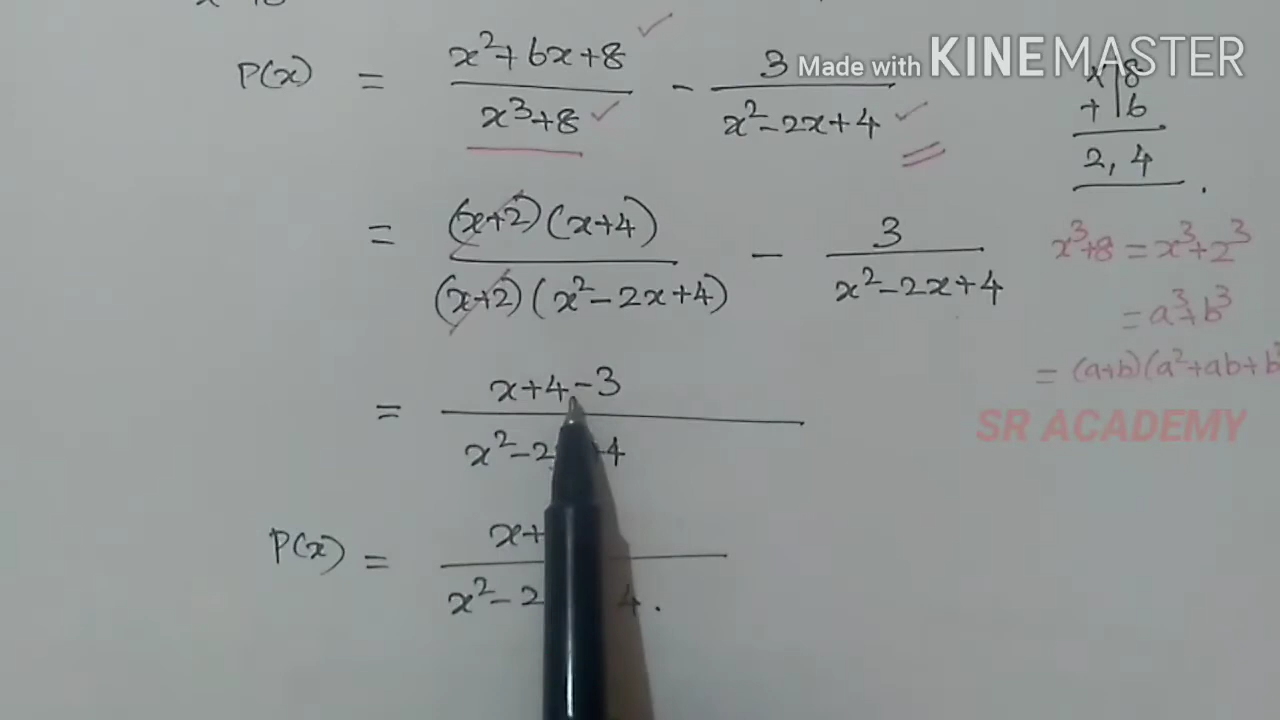 P(x) = x²+6x+8 / x³+8 - 3 / x²-2x+4
= (x+2)(x+4) / (x+2)(x²-2x+4) - 3 / x²-2x+4
= x+4-3 / x²-2 +4
P(x) = x+ / x²-2 4.
Made with KINEMASTER
x | 8
+ | 6
2, 4.
x³+8 = x³+2³
= a³+b³
= (a+b)(a²+ab+b
SR ACADEMY